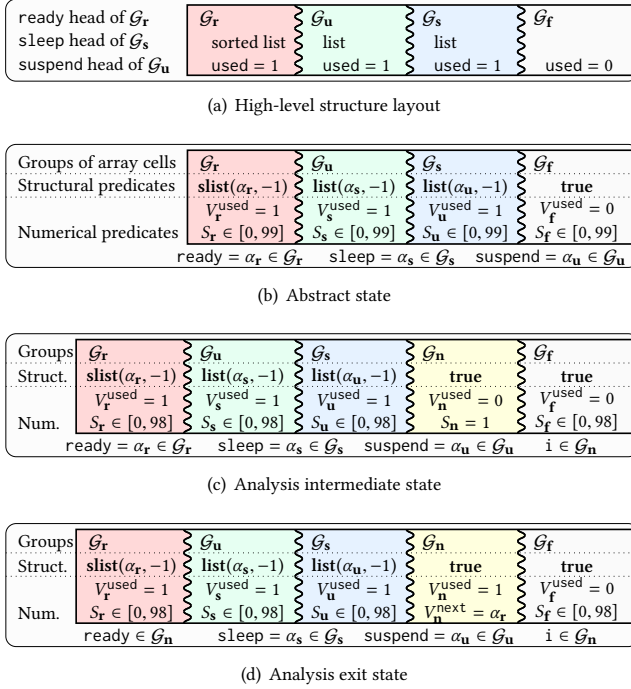 ready head of 𝒢r 𝒢r 𝒢u 𝒢s 𝒢f
sleep head of 𝒢s sorted list list list
suspend head of 𝒢u used = 1 used = 1 used = 1 used = 0
(a) High-level structure layout
Groups of array cells 𝒢r 𝒢u 𝒢s 𝒢f
Structural predicates slist(αr, −1) list(αs, −1) list(αu, −1) true
Vr^used = 1 Vs^used = 1 Vu^used = 1 Vf^used = 0
Numerical predicates Sr ∈ [0, 99] Ss ∈ [0, 99] Su ∈ [0, 99] Sf ∈ [0, 99]
ready = αr ∈ 𝒢r sleep = αs ∈ 𝒢s suspend = αu ∈ 𝒢u
(b) Abstract state
Groups 𝒢r 𝒢u 𝒢s 𝒢n 𝒢f
Struct. slist(αr, −1) list(αs, −1) list(αu, −1) true true
Vr^used = 1 Vs^used = 1 Vu^used = 1 Vn^used = 0 Vf^used = 0
Num. Sr ∈ [0, 98] Ss ∈ [0, 98] Su ∈ [0, 98] Sn = 1 Sf ∈ [0, 98]
ready = αr ∈ 𝒢r sleep = αs ∈ 𝒢s suspend = αu ∈ 𝒢u i ∈ 𝒢n
(c) Analysis intermediate state
Groups 𝒢r 𝒢u 𝒢s 𝒢n 𝒢f
Struct. slist(αr, −1) list(αs, −1) list(αu, −1) true true
Vr^used = 1 Vs^used = 1 Vu^used = 1 Vn^used = 1 Vf^used = 0
Num. Sr ∈ [0, 98] Ss ∈ [0, 98] Su ∈ [0, 98] Vn^next = αr Sf ∈ [0, 98]
ready ∈ 𝒢n sleep = αs ∈ 𝒢s suspend = αu ∈ 𝒢u i ∈ 𝒢n
(d) Analysis exit state